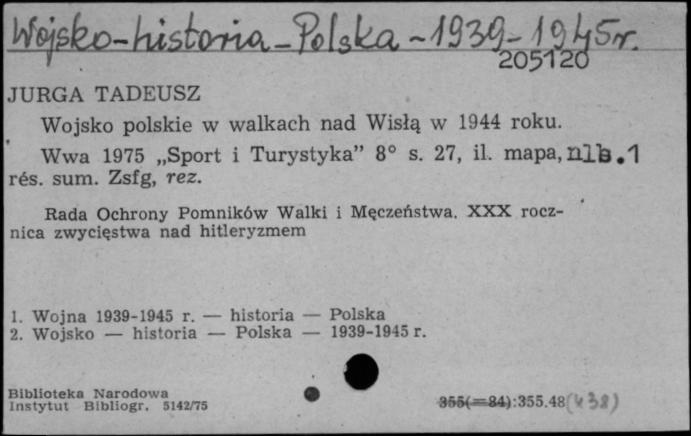 Wojsko-historia-Polska-1939-1945r.
205120
JURGA TADEUSZ
Wojsko polskie w walkach nad Wisłą w 1944 roku.
Wwa 1975 „Sport i Turystyka” 8° s. 27, il. mapa, nlb.1
rés. sum. Zsfg, rez.
Rada Ochrony Pomników Walki i Męczeństwa. XXX rocz-
nica zwycięstwa nad hitleryzmem
1. Wojna 1939-1945 r. — historia — Polska
2. Wojsko — historia — Polska — 1939-1945 r.
Biblioteka Narodowa
Instytut Bibliogr. 5142/75
355(=84):355.48(438)